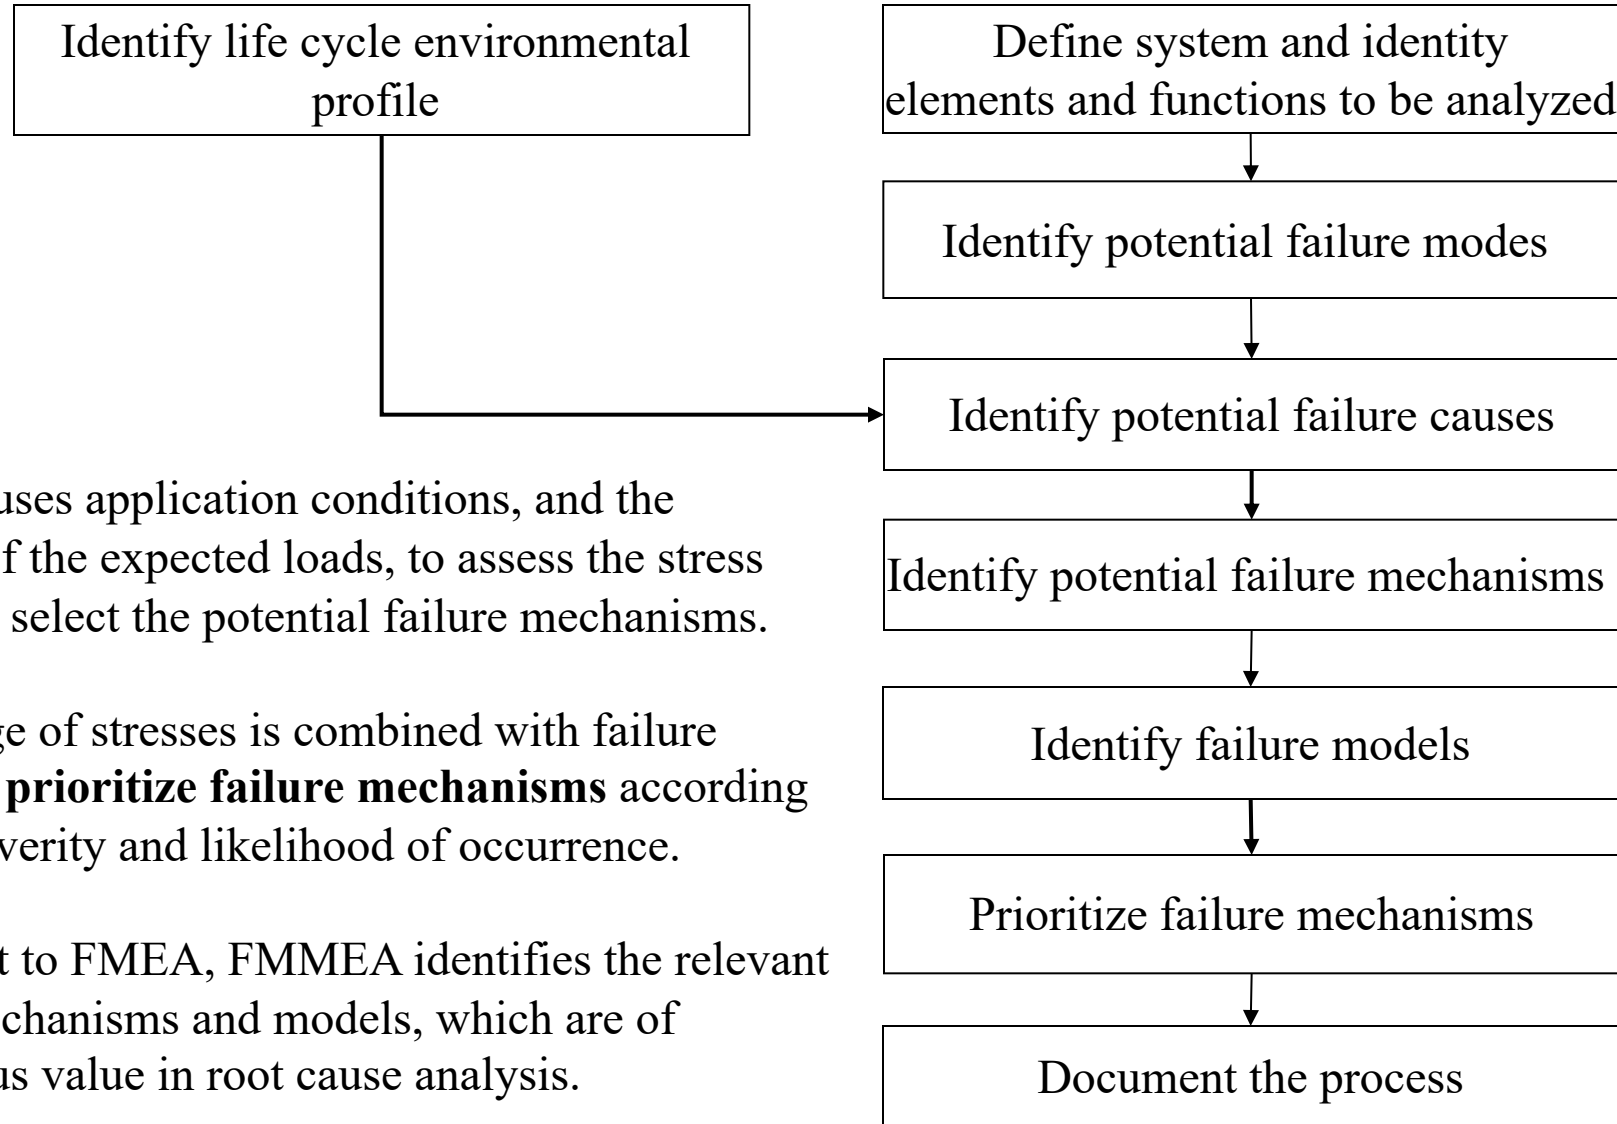 Identify life cycle environmental
profile
Define system and identity
elements and functions to be analyzed
Identify potential failure modes
Identify potential failure causes
Identify potential failure mechanisms
Identify failure models
Prioritize failure mechanisms
Document the process
uses application conditions, and the
f the expected loads, to assess the stress
select the potential failure mechanisms.
ge of stresses is combined with failure
prioritize failure mechanisms according
verity and likelihood of occurrence.
t to FMEA, FMMEA identifies the relevant
chanisms and models, which are of
us value in root cause analysis.